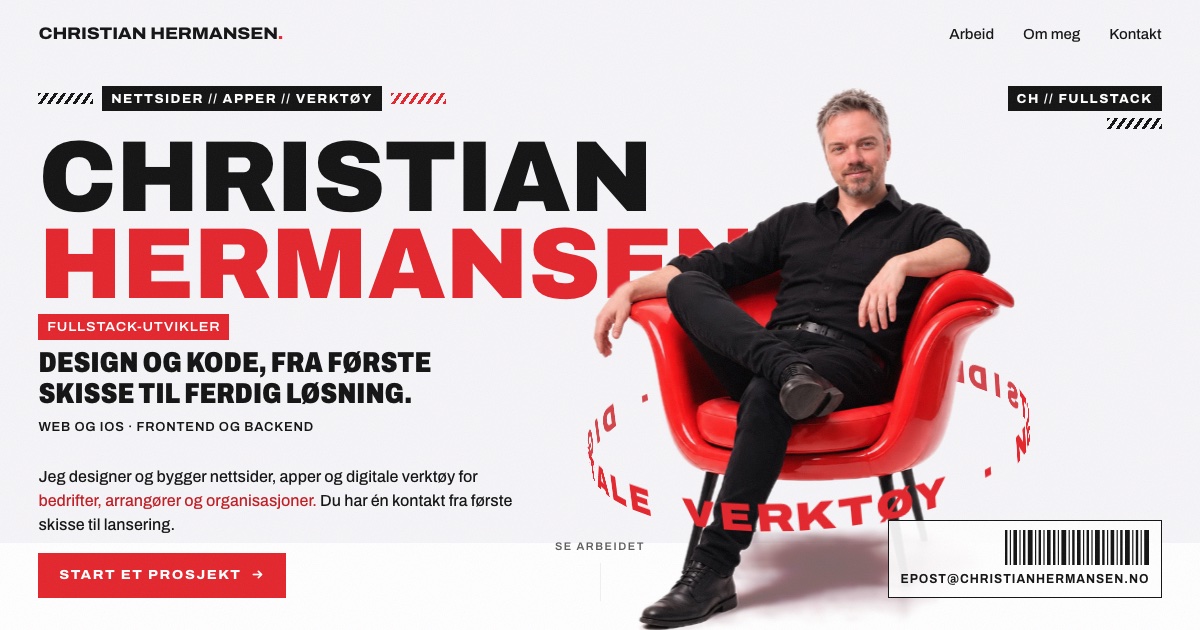 CHRISTIAN HERMANSEN.
Arbeid Om meg Kontakt
NETTSIDER // APPER // VERKTØY
CH // FULLSTACK
CHRISTIAN
HERMANSEN
FULLSTACK-UTVIKLER
DESIGN OG KODE, FRA FØRSTE
SKISSE TIL FERDIG LØSNING.
WEB OG IOS · FRONTEND OG BACKEND
Jeg designer og bygger nettsider, apper og digitale verktøy for
bedrifter, arrangører og organisasjoner. Du har én kontakt fra første
skisse til lansering.
START ET PROSJEKT →
SE ARBEIDET
VERKTØY
EPOST@CHRISTIANHERMANSEN.NO